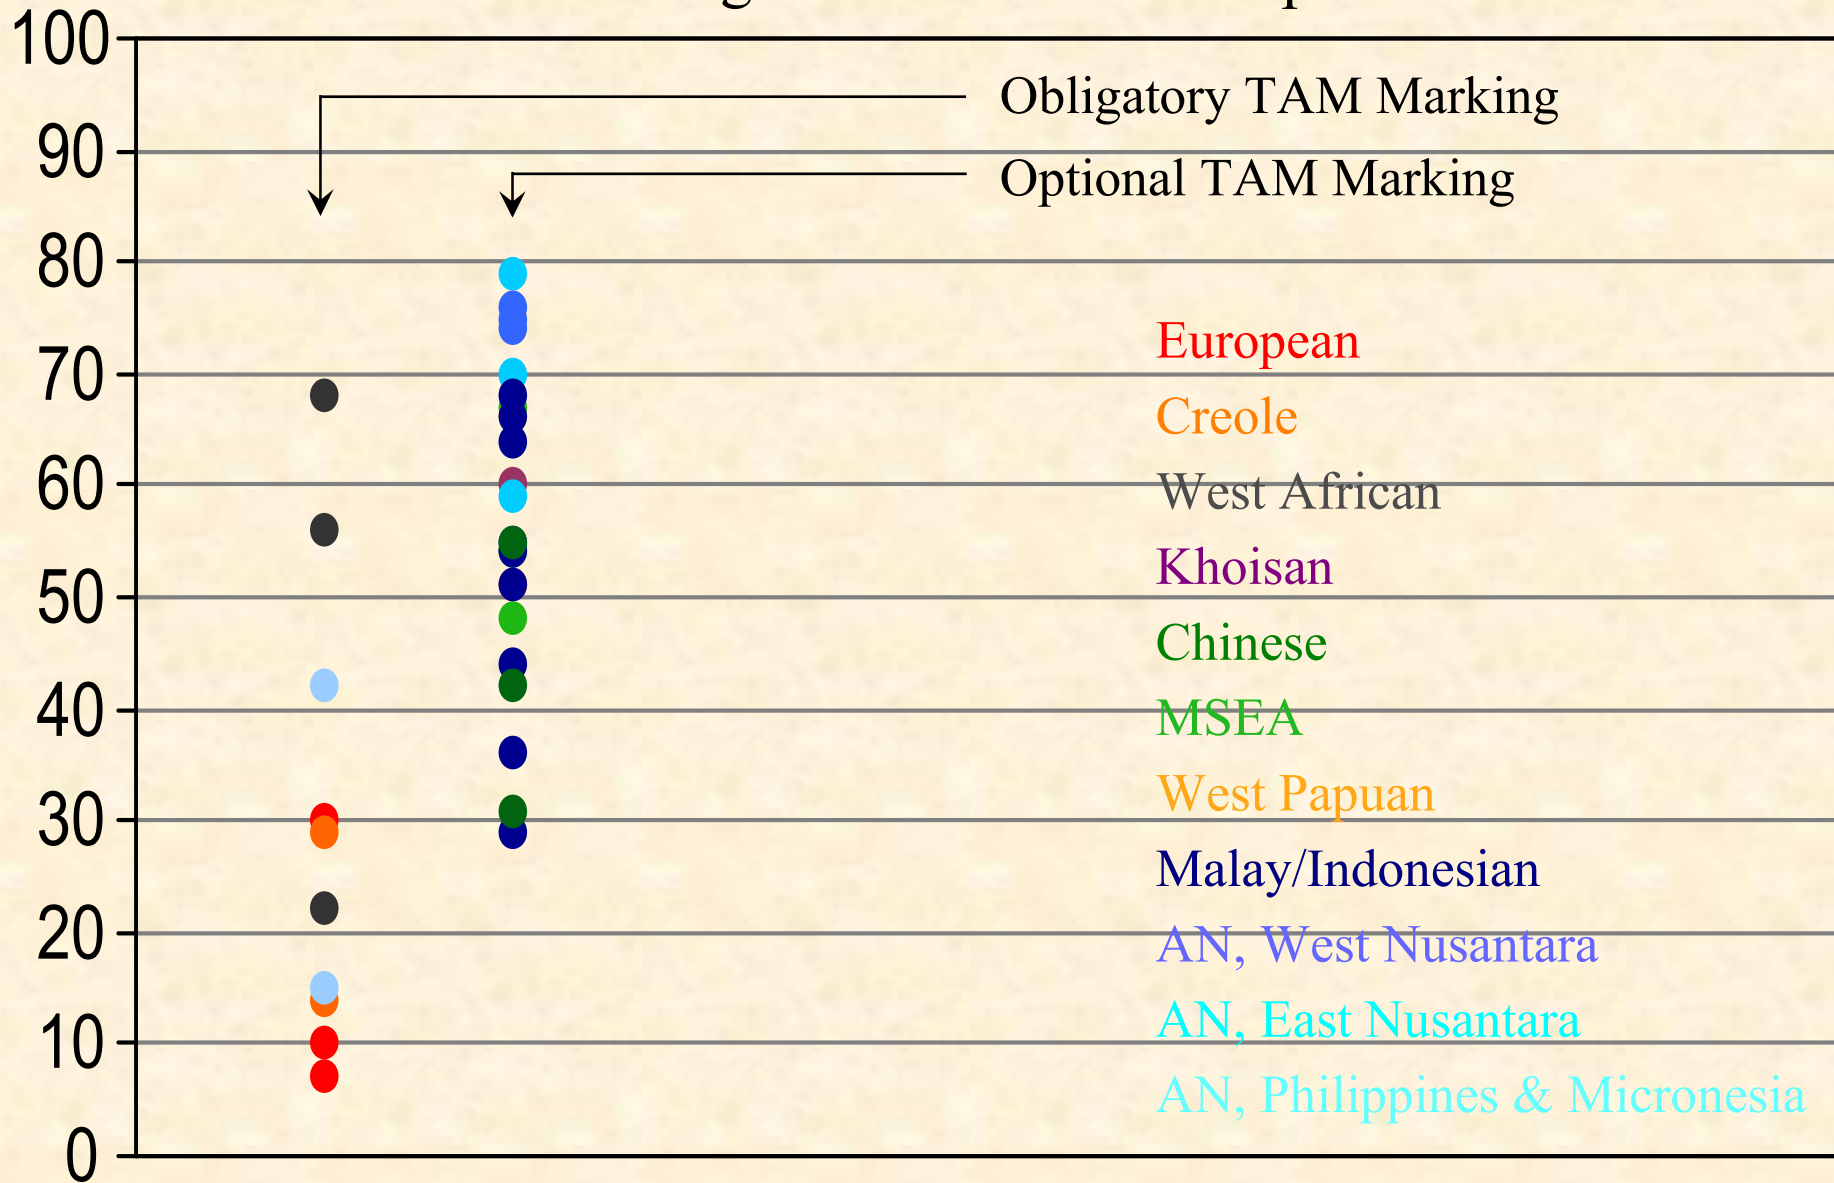 100
90
80
70
60
50
40
30
20
10
0
Obligatory TAM Marking
Optional TAM Marking
European
Creole
West African
Khoisan
Chinese
MSEA
West Papuan
Malay/Indonesian
AN, West Nusantara
AN, East Nusantara
AN, Philippines & Micronesia